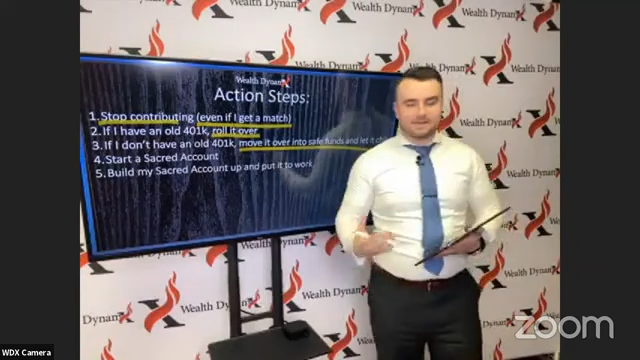 Wealth DynamX
Action Steps:
1. Stop contributing (even if I get a match)
2. If I have an old 401k, roll it over
3. If I don't have an old 401k, move it over into safe funds and let it
4. Start a Sacred Account
5. Build my Sacred Account up and put it to work.
Wealth DynamX
WDX Camera
zoom